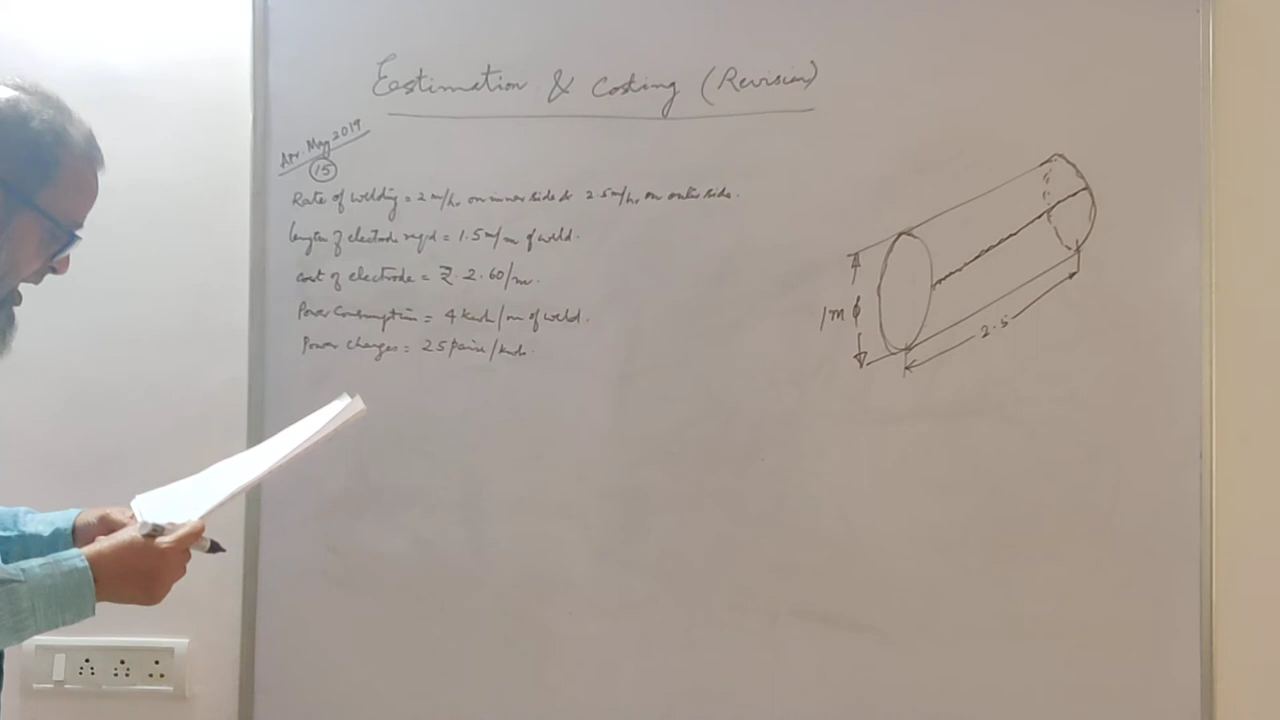 Eestimation & Costing (Revision)
Apr. May 2019
15
Rate of welding = 2 m/hr on inner side & 2.5 m/hr on outer side.
length of electrode reqd = 1.5 m/m of weld.
cost of electrode = ₹. 2.60/m.
Power Consumption = 4 kwh/m of weld.
Power charges = 25 paise/kwh.
1m ϕ
2.5